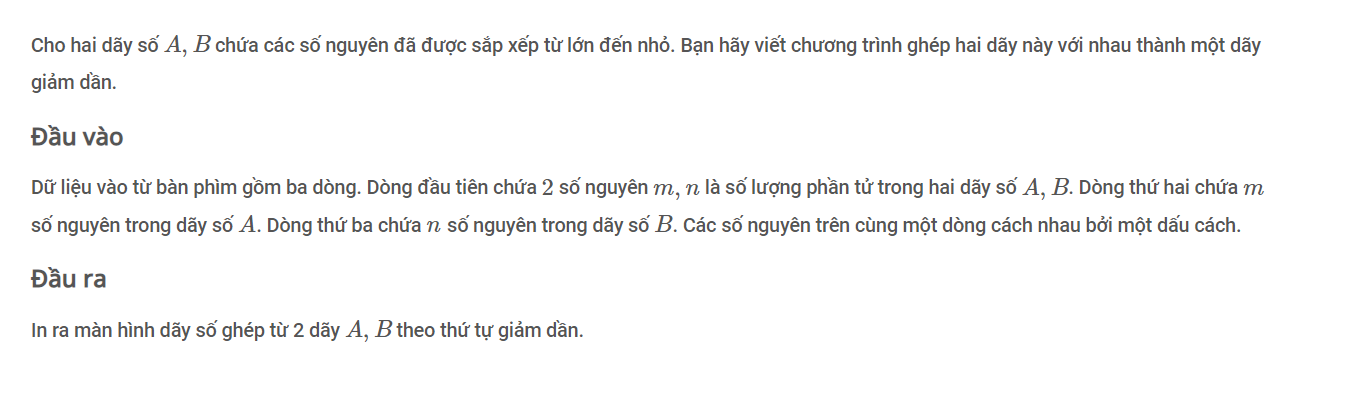 Cho hai dãy số A, B chứa các số nguyên đã được sắp xếp từ lớn đến nhỏ. Bạn hãy viết chương trình ghép hai dãy này với nhau thành một dãy
giảm dần.
Đầu vào
Dữ liệu vào từ bàn phím gồm ba dòng. Dòng đầu tiên chứa 2 số nguyên m, n là số lượng phần tử trong hai dãy số A, B. Dòng thứ hai chứa m
số nguyên trong dãy số A. Dòng thứ ba chứa n số nguyên trong dãy số B. Các số nguyên trên cùng một dòng cách nhau bởi một dấu cách.
Đầu ra
In ra màn hình dãy số ghép từ 2 dãy A, B theo thứ tự giảm dần.